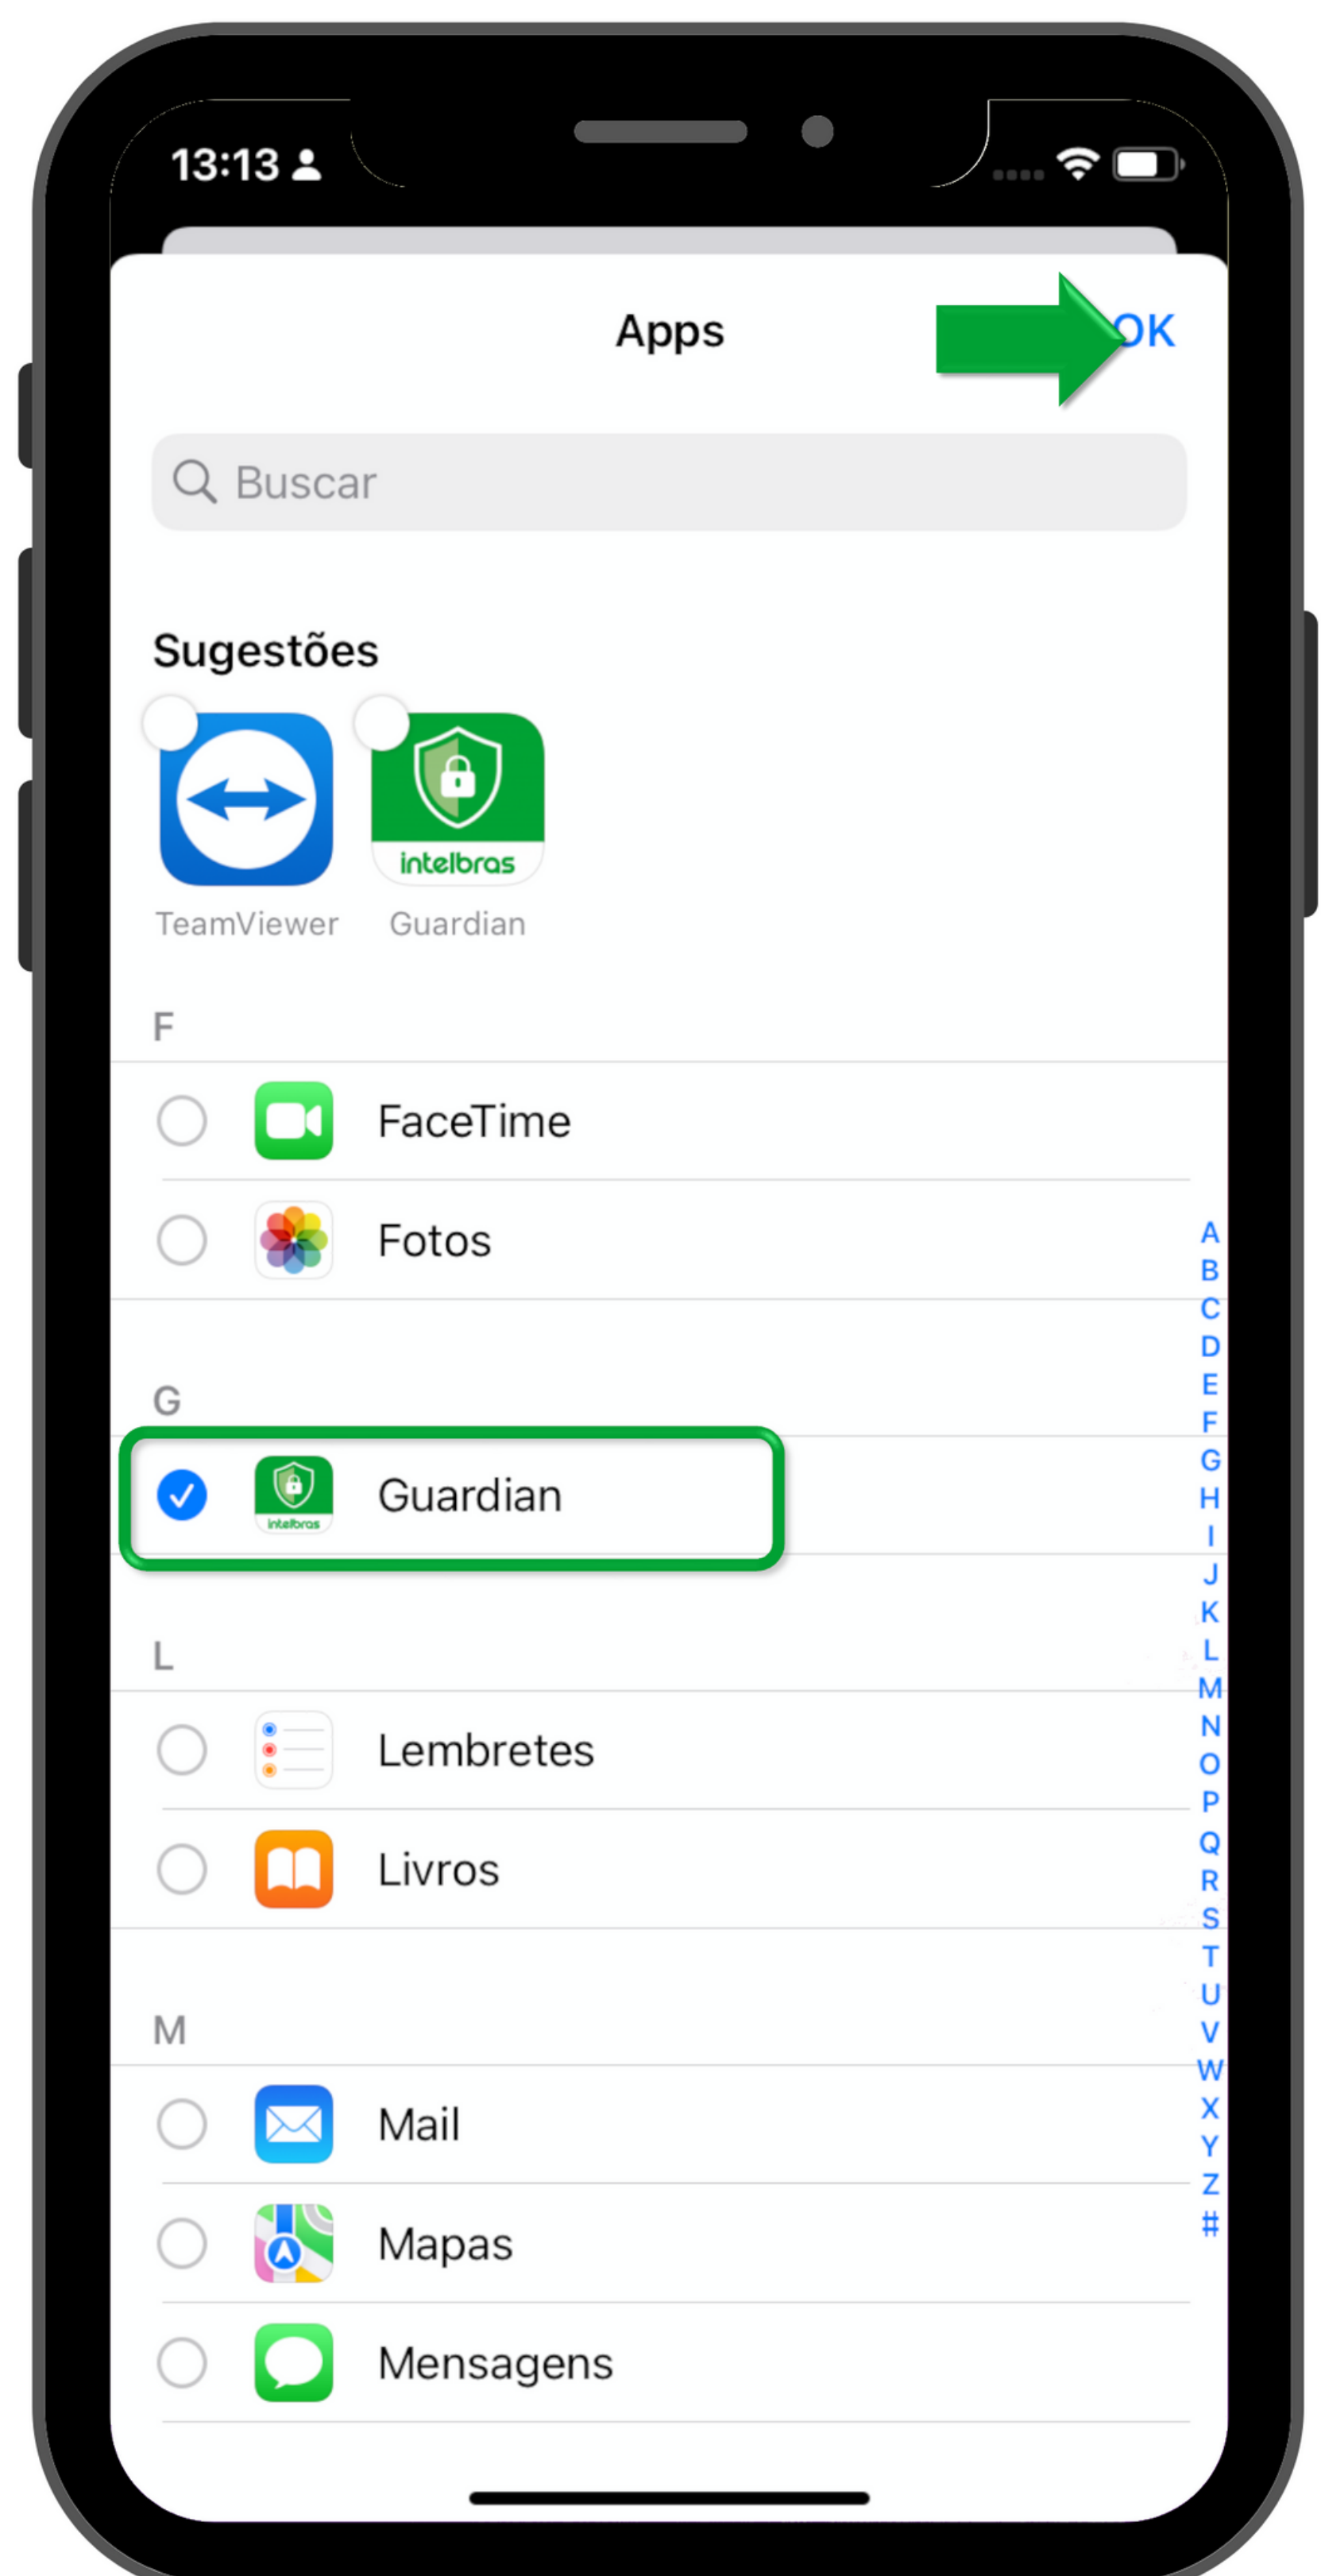 13:13
Apps
OK
Buscar
Sugestões
intelbras
TeamViewer
Guardian
F
FaceTime
Fotos
G
intelbras
Guardian
L
Lembretes
Livros
M
Mail
Mapas
Mensagens
A
B
C
D
E
F
G
H
I
J
K
L
M
N
O
P
Q
R
S
T
U
V
W
X
Y
Z
#